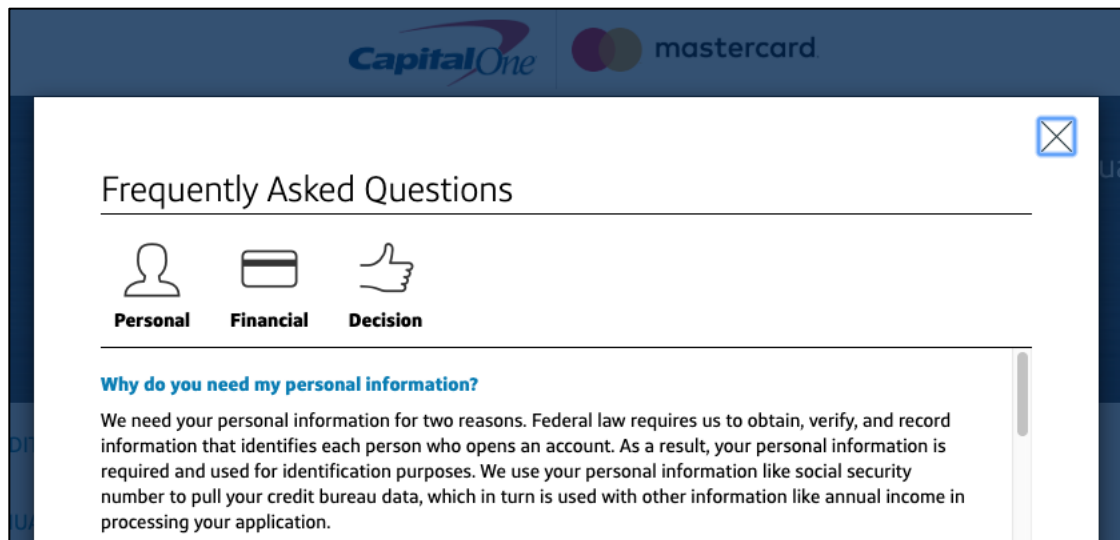 CapitalOne
mastercard.
Frequently Asked Questions
Personal Financial Decision
Why do you need my personal information?
We need your personal information for two reasons. Federal law requires us to obtain, verify, and record
information that identifies each person who opens an account. As a result, your personal information is
required and used for identification purposes. We use your personal information like social security
number to pull your credit bureau data, which in turn is used with other information like annual income in
processing your application.